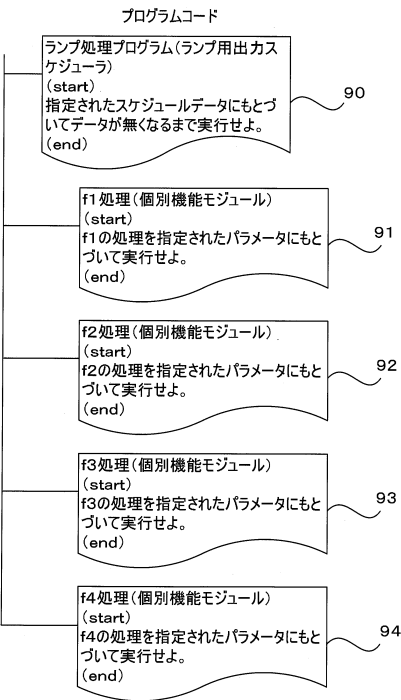 プログラムコード
ランプ処理プログラム(ランプ用出力ス
ケジューラ)
(start)
指定されたスケジュールデータにもとづ
いてデータが無くなるまで実行せよ。
(end)
90
f1処理(個別機能モジュール)
(start)
f1の処理を指定されたパラメータにもと
づいて実行せよ。
(end)
91
f2処理(個別機能モジュール)
(start)
f2の処理を指定されたパラメータにもと
づいて実行せよ。
(end)
92
f3処理(個別機能モジュール)
(start)
f3の処理を指定されたパラメータにもと
づいて実行せよ。
(end)
93
f4処理(個別機能モジュール)
(start)
f4の処理を指定されたパラメータにもと
づいて実行せよ。
(end)
94